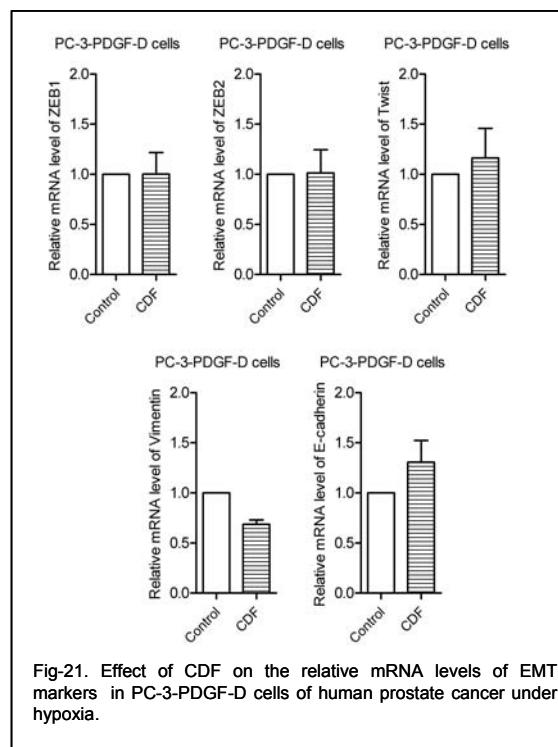 PC-3-PDGF-D cells
Relative mRNA level of ZEB1
2.0
1.5
1.0
0.5
0.0
Control
CDF
PC-3-PDGF-D cells
Relative mRNA level of ZEB2
2.0
1.5
1.0
0.5
0.0
Control
CDF
PC-3-PDGF-D cells
Relative mRNA level of Twist
2.0
1.5
1.0
0.5
0.0
Control
CDF
PC-3-PDGF-D cells
Relative mRNA level of Vimentin
2.0
1.5
1.0
0.5
0.0
Control
CDF
PC-3-PDGF-D cells
Relative mRNA level of E-cadherin
2.0
1.5
1.0
0.5
0.0
Control
CDF
Fig-21. Effect of CDF on the relative mRNA levels of EMT
markers in PC-3-PDGF-D cells of human prostate cancer under
hypoxia.